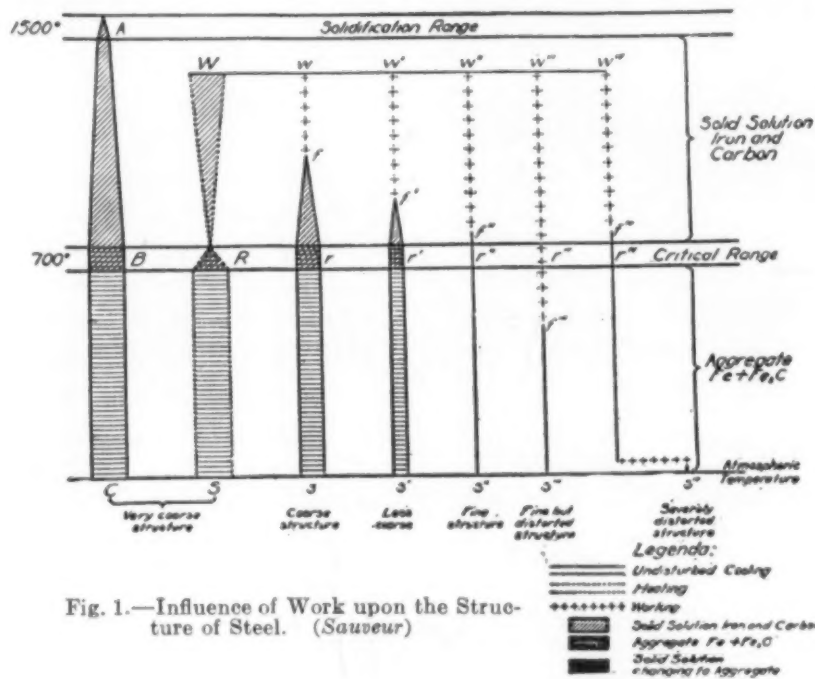 1500°
A
Solidification Range
W
w
w'
w"
w'''
w''''
Solid Solution
Iron and
Carbon
f
f'
f"
f''''
700°
B
R
r
r'
r"
r'''
r''''
Critical Range
f'''
Aggregate
Fe+Fe₃C
Atmospheric
Temperature
C
S
s
s'
s"
s'''
Very coarse
structure
Coarse
structure
Less
coarse
Fine
structure
Fine but
distorted
structure
Severely
distorted
structure
Legenda:
Undisturbed Cooling
Heating
Working
Solid Solution Iron and Carbon
Aggregate Fe+Fe₃C
Solid Solution
changing to Aggregate
Fig. 1.—Influence of Work upon the Struc-
ture of Steel. (Sauveur)